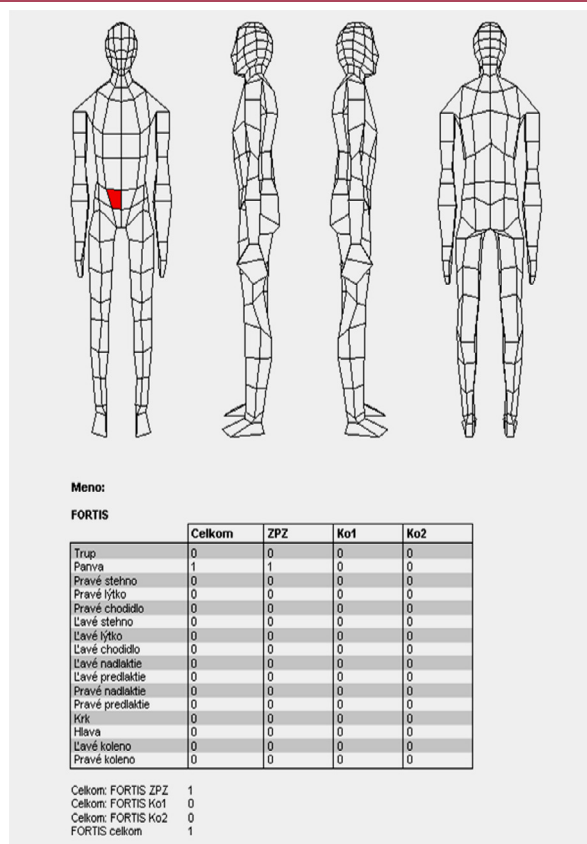 Meno:
FORTIS
Celkom ZPZ Ko1 Ko2
Trup 0 0 0 0
Panva 1 1 0 0
Pravé stehno 0 0 0 0
Pravé lýtko 0 0 0 0
Pravé chodidlo 0 0 0 0
Ľavé stehno 0 0 0 0
Ľavé lýtko 0 0 0 0
Ľavé chodidlo 0 0 0 0
Ľavé nadlaktie 0 0 0 0
Ľavé predlaktie 0 0 0 0
Pravé nadlaktie 0 0 0 0
Pravé predlaktie 0 0 0 0
Krk 0 0 0 0
Hlava 0 0 0 0
Ľavé koleno 0 0 0 0
Pravé koleno 0 0 0 0
Celkom: FORTIS ZPZ 1
Celkom: FORTIS Ko1 0
Celkom: FORTIS Ko2 0
FORTIS celkom 1